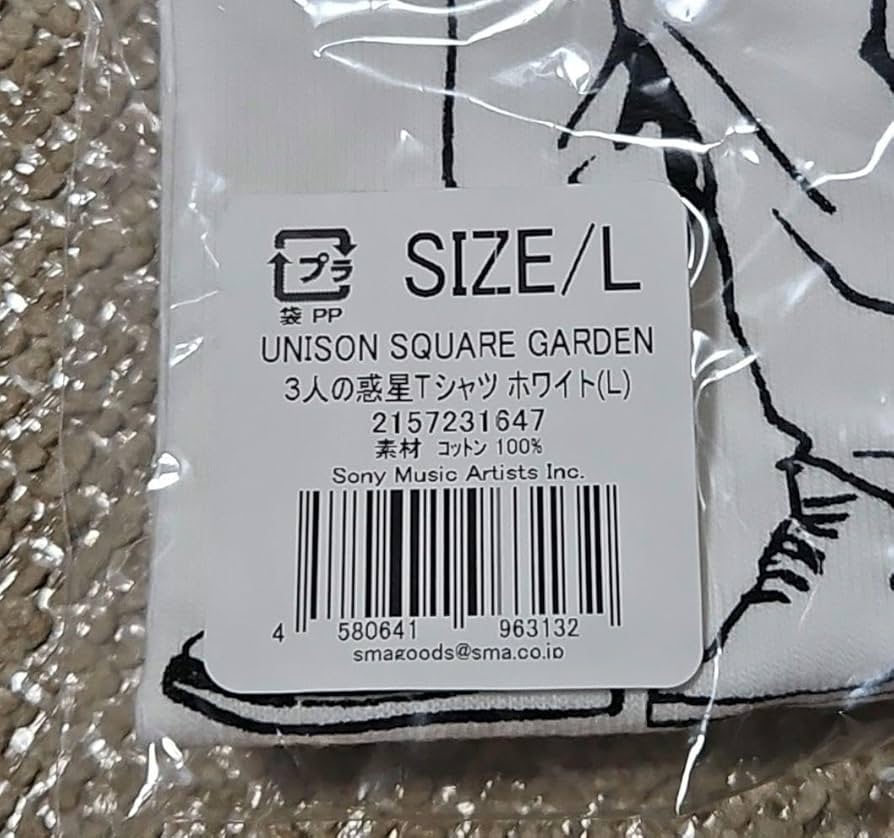 プラ SIZE/L
袋 PP
UNISON SQUARE GARDEN
3人の惑星Tシャツ ホワイト(L)
2157231647
素材 コットン 100%
Sony Music Artists Inc.
4 580641 963132
smagoods@sma.co.jp